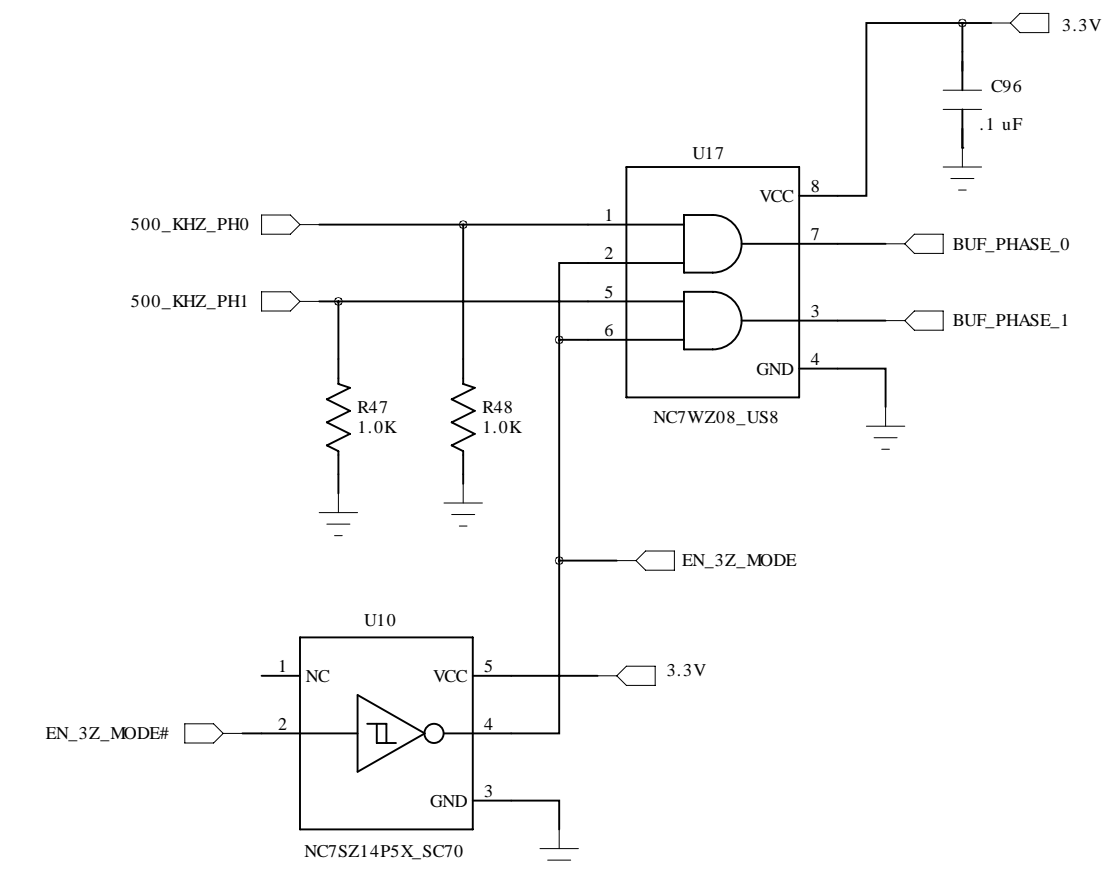 3.3V
C96
.1 uF
U17
VCC 8
500_KHZ_PH0 1
7 BUF_PHASE_0
2
500_KHZ_PH1 5
3 BUF_PHASE_1
6
GND 4
R47
1.0K
R48
1.0K
NC7WZ08_US8
EN_3Z_MODE
U10
1 NC VCC 5 3.3V
EN_3Z_MODE# 2 4
GND 3
NC7SZ14P5X_SC70